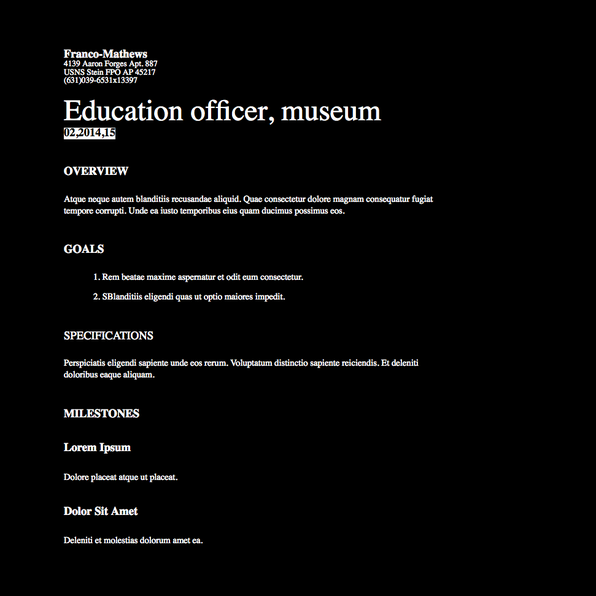 Franco-Mathews
4139 Aaron Forges Apt. 887
USNS Stein FPO AP 45217
(631)039-6531x13397
Education officer, museum
02,2014,15
OVERVIEW
Atque neque autem blanditiis recusandae aliquid. Quae consectetur dolore magnam consequatur fugiat
tempore corrupti. Unde ea iusto temporibus eius quam ducimus possimus eos.
GOALS
1. Rem beatae maxime aspernatur et odit eum consectetur.
2. SBlanditiis eligendi quas ut optio maiores impedit.
SPECIFICATIONS
Perspiciatis eligendi sapiente unde eos rerum. Voluptatum distinctio sapiente reiciendis. Et deleniti
doloribus eaque aliquam.
MILESTONES
Lorem Ipsum
Dolore placeat atque ut placeat.
Dolor Sit Amet
Deleniti et molestias dolorum amet ea.